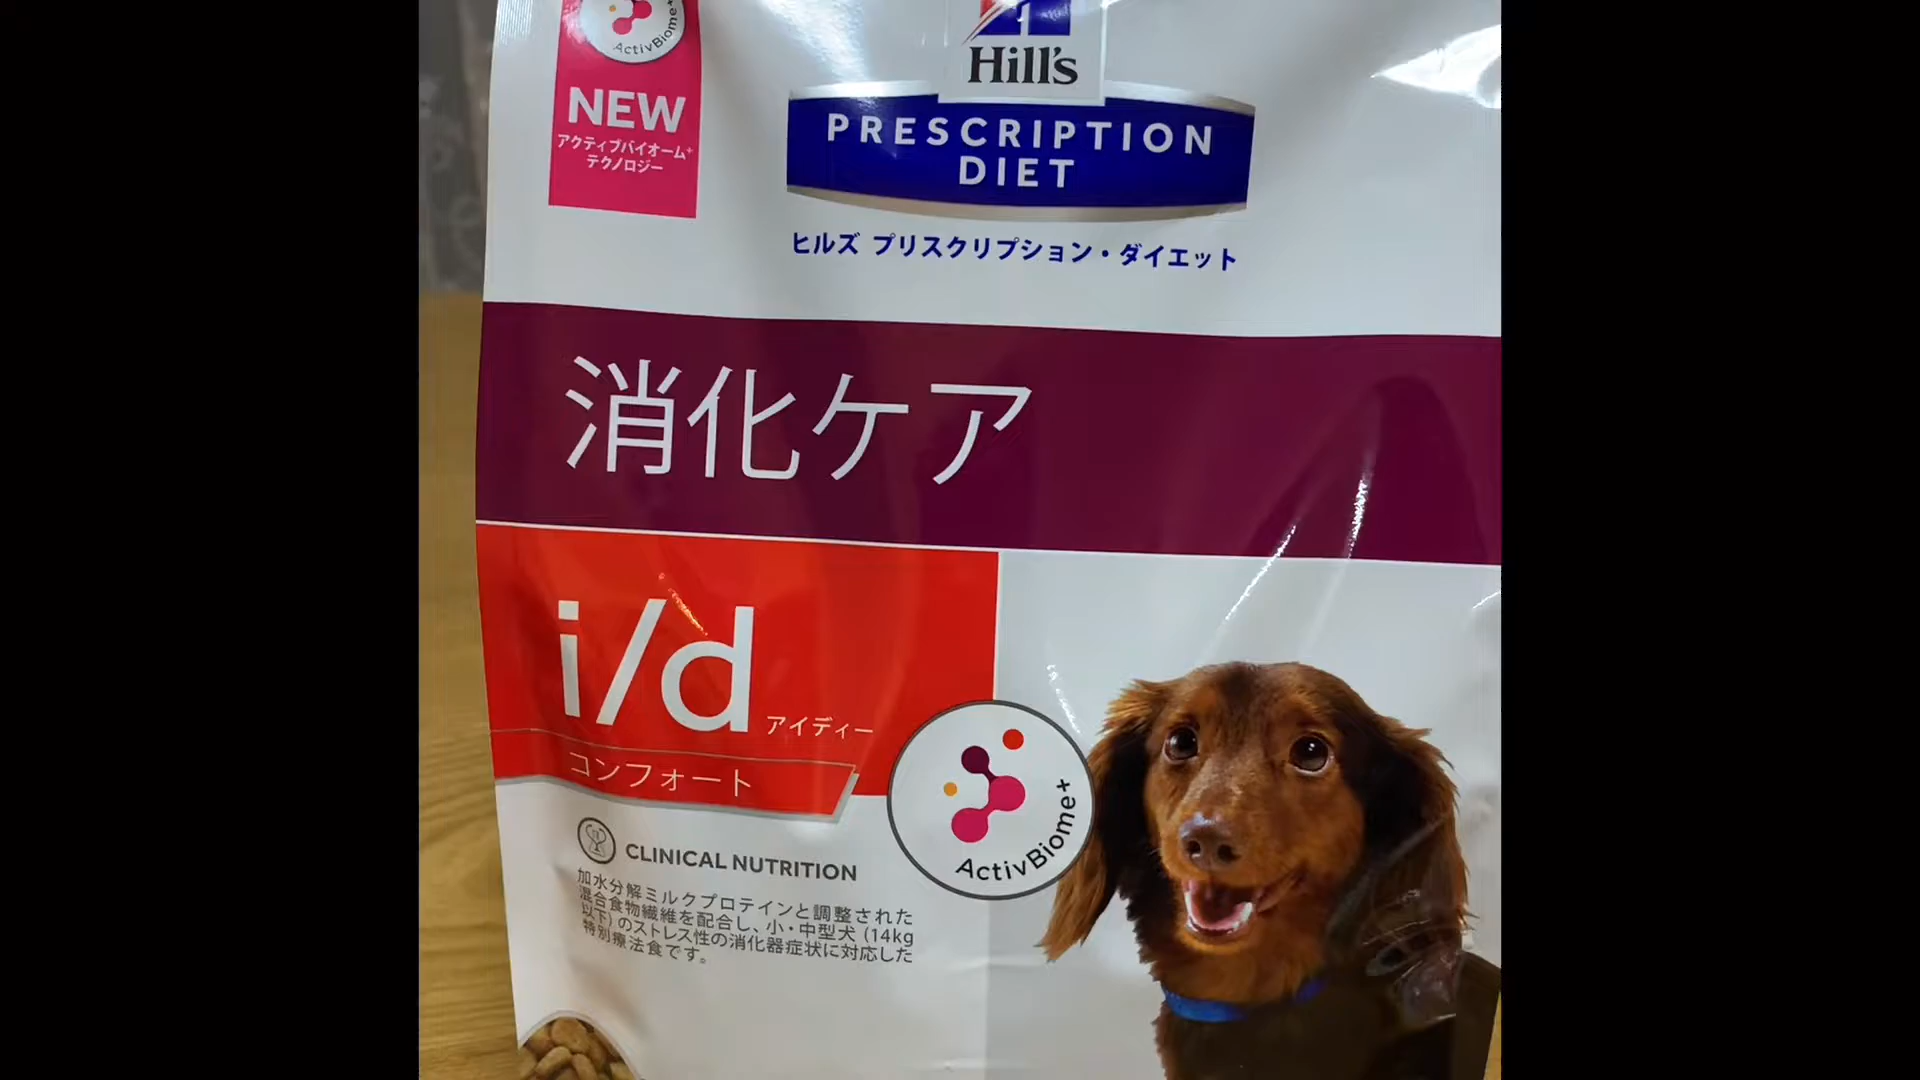 ActivBiome+
NEW
アクティブバイオーム+
テクノロジー
Hill's
PRESCRIPTION
DIET
ヒルズ プリスクリプション・ダイエット
消化ケア
i/d アイディー
コンフォート
ActivBiome+
CLINICAL NUTRITION
加水分解ミルクプロテインと調整された
混合食物繊維を配合し、小・中型犬 (14kg
以下) のストレス性の消化器症状に対応した
特別療法食です。